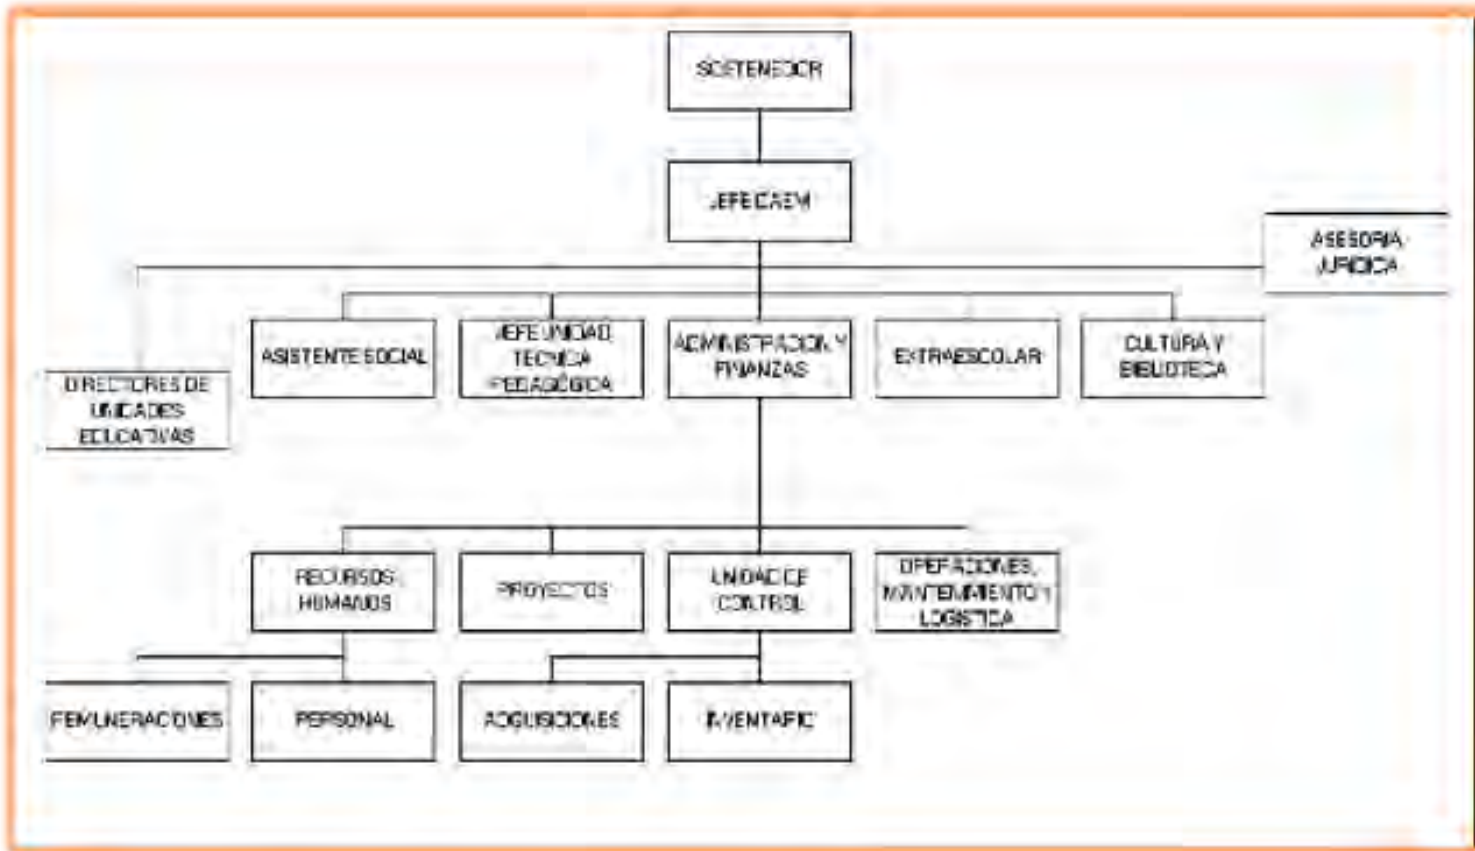 SOSTENEDOR
JEFE DAEM
ASESORIA
JURIDICA
ASISTENTE SOCIAL
JEFE UNIDAD
TECNICA
PEDAGÓGICA
ADMINISTRACION Y
FINANZAS
EXTRAESCOLAR
CULTURA Y
BIBLIOTECA
DIRECTORES DE
UNIDADES
EDUCATIVAS
RECURSOS
HUMANOS
PROYECTOS
UNIDAD DE
CONTROL
OPERACIONES,
MANTENIMIENTO Y
LOGISTICA
REMUNERACIONES
PERSONAL
ADQUISICIONES
INVENTARIO